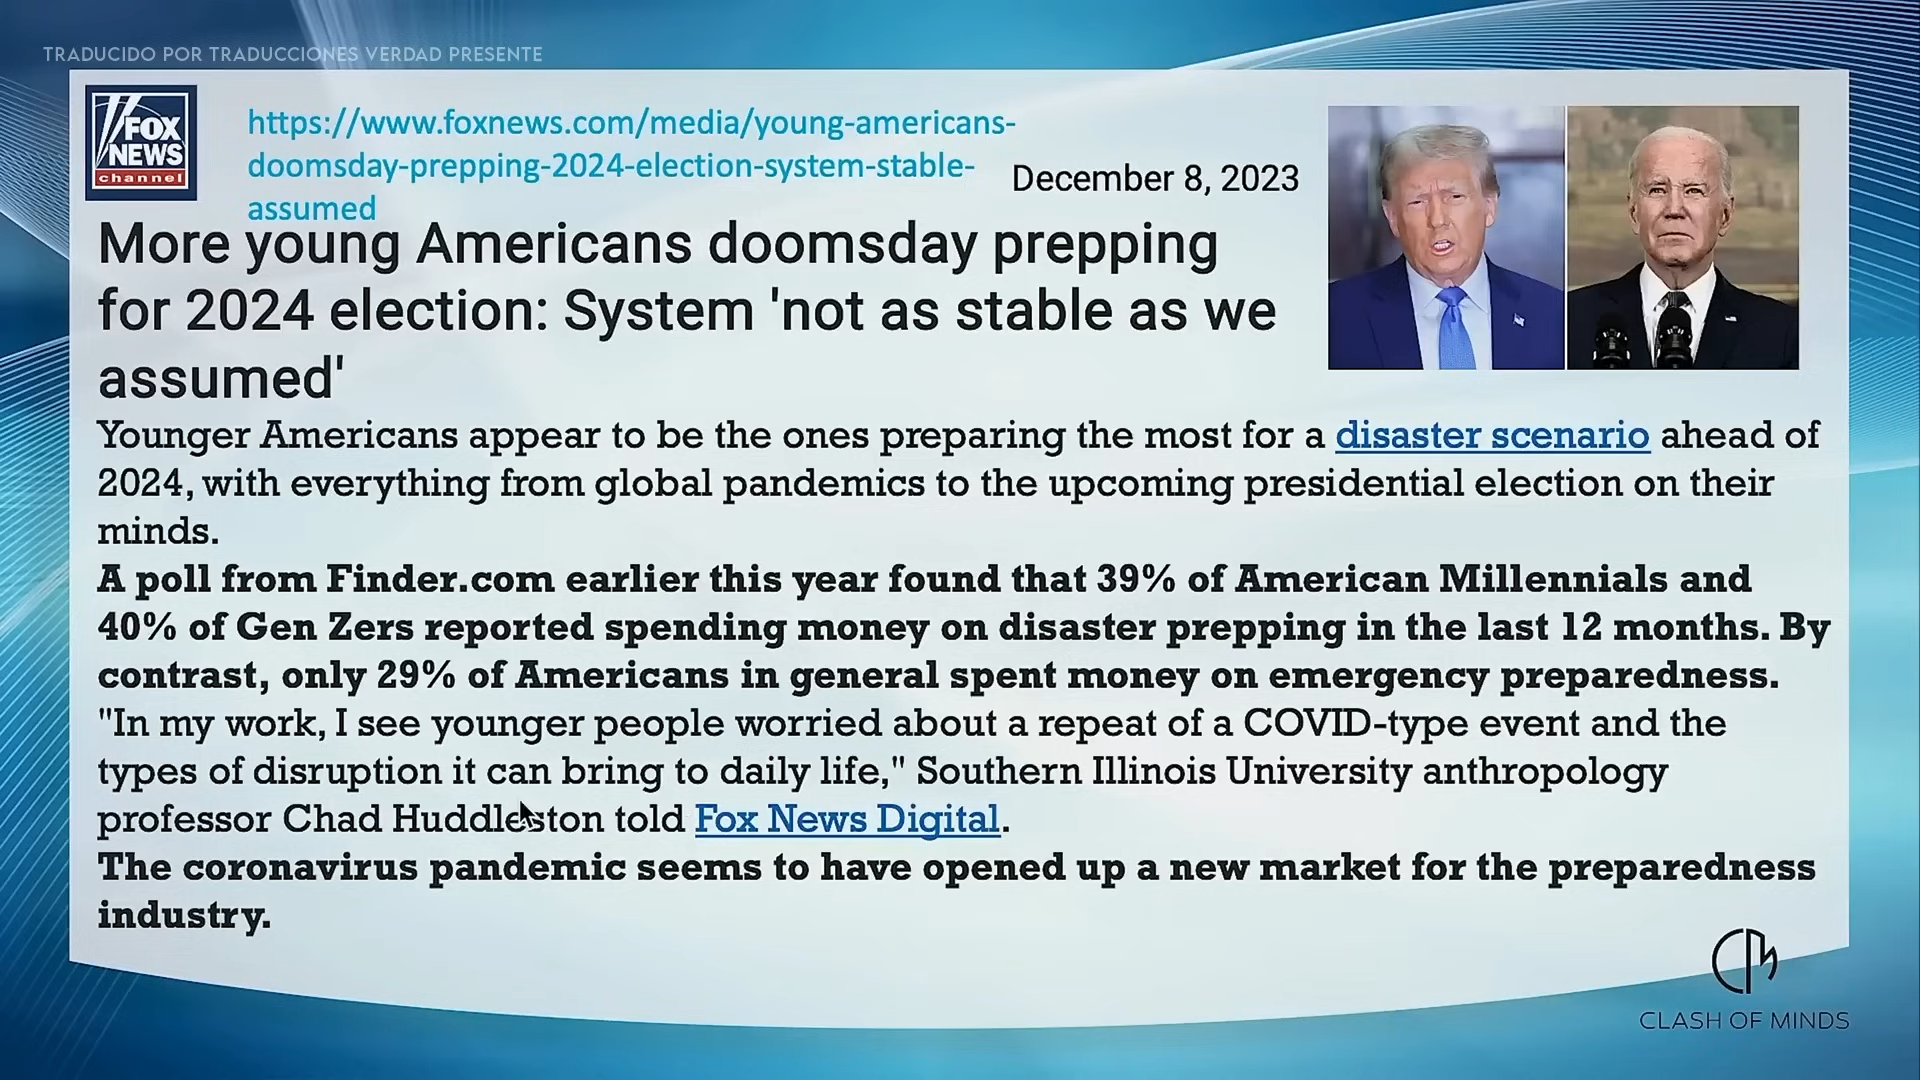 TRADUCIDO POR TRADUCCIONES VERDAD PRESENTE
FOX
NEWS
channel
https://www.foxnews.com/media/young-americans-
doomsday-prepping-2024-election-system-stable-
assumed
December 8, 2023
More young Americans doomsday prepping
for 2024 election: System 'not as stable as we
assumed'
Younger Americans appear to be the ones preparing the most for a disaster scenario ahead of
2024, with everything from global pandemics to the upcoming presidential election on their
minds.
A poll from Finder.com earlier this year found that 39% of American Millennials and
40% of Gen Zers reported spending money on disaster prepping in the last 12 months. By
contrast, only 29% of Americans in general spent money on emergency preparedness.
"In my work, I see younger people worried about a repeat of a COVID-type event and the
types of disruption it can bring to daily life," Southern Illinois University anthropology
professor Chad Huddleston told Fox News Digital.
The coronavirus pandemic seems to have opened up a new market for the preparedness
industry.
CLASH OF MINDS